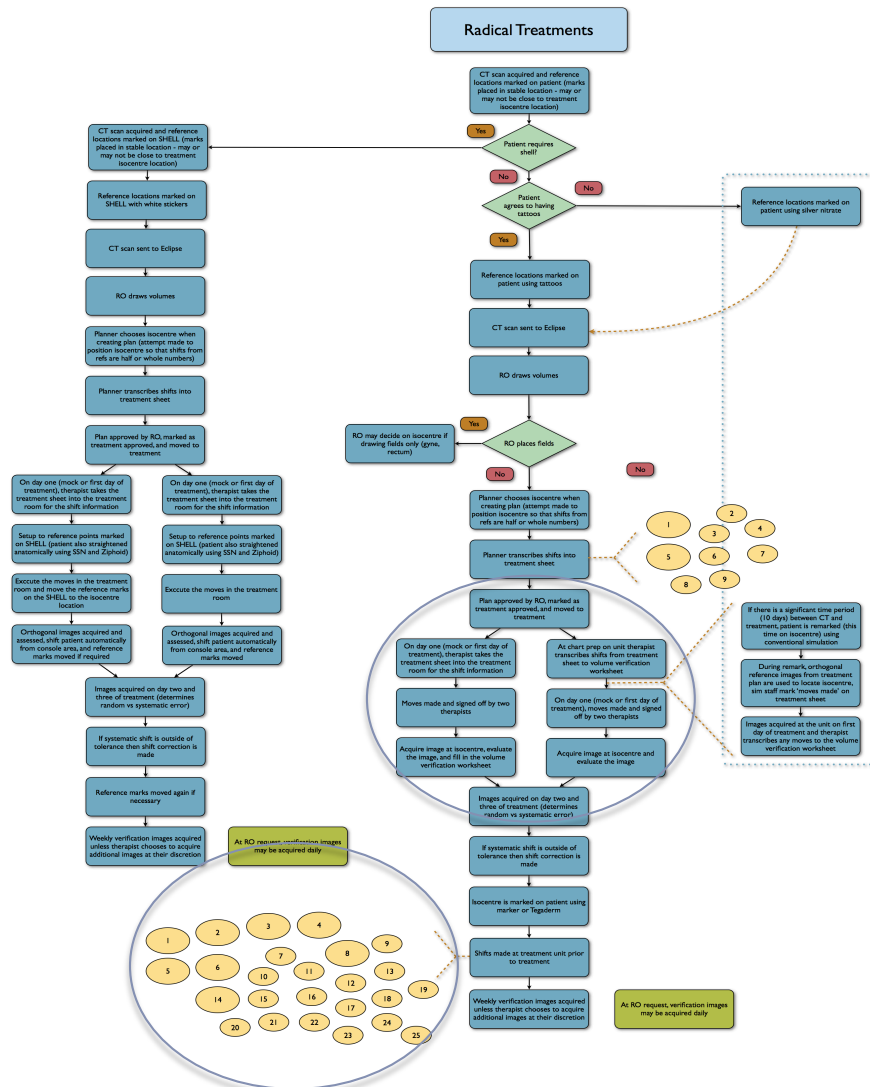 Radical Treatments
CT scan acquired and reference
locations marked on patient (marks
placed in stable location - may or
may not be close to treatment
isocentre location)
Yes
Patient requires
shell?
No
No
Patient
agrees to having
tattoos
Yes
Reference locations marked on
patient using silver nitrate
Reference locations marked on
patient using tattoos
CT scan sent to Eclipse
RO draws volumes
Yes
RO places fields
RO may decide on isocentre if
drawing fields only (gyne,
rectum)
No
No
Planner chooses isocentre when
creating plan (attempt made to
position isocentre so that shifts from
refs are half or whole numbers)
Planner transcribes shifts into
treatment sheet
1
2
3
4
5
6
7
8
9
Plan approved by RO, marked as
treatment approved, and moved to
treatment
On day one (mock or first day of
treatment), therapist takes the
treatment sheet into the treatment
room for the shift information
Moves made and signed off by two
therapists
Acquire image at isocentre, evaluate
the image, and fill in the volume
verification worksheet
At chart prep on unit therapist
transcribes shifts from treatment
sheet to volume verification
worksheet
On day one (mock or first day of
treatment), moves made and signed
off by two therapists
Acquire image at isocentre and
evaluate the image
If there is a significant time period
(10 days) between CT and
treatment, patient is remarked (this
time on isocentre) using
conventional simulation
During remark, orthogonal
reference images from treatment
plan are used to locate isocentre,
sim staff mark 'moves made' on
treatment sheet
Images acquired at the unit on first
day of treatment and therapist
transcribes any moves to the volume
verification worksheet
Images acquired on day two and
three of treatment (determines
random vs systematic error)
If systematic shift is outside of
tolerance then shift correction is
made
Isocentre is marked on patient using
marker or Tegaderm
Shifts made at treatment unit prior
to treatment
Weekly verification images acquired
unless therapist chooses to acquire
additional images at their discretion
At RO request, verification images
may be acquired daily
CT scan acquired and reference
locations marked on SHELL (marks
placed in stable location - may or
may not be close to treatment
isocentre location)
Reference locations marked on
SHELL with white stickers
CT scan sent to Eclipse
RO draws volumes
Planner chooses isocentre when
creating plan (attempt made to
position isocentre so that shifts from
refs are half or whole numbers)
Planner transcribes shifts into
treatment sheet
Plan approved by RO, marked as
treatment approved, and moved to
treatment
On day one (mock or first day of
treatment), therapist takes the
treatment sheet into the treatment
room for the shift information
Setup to reference points marked
on SHELL (patient also straightened
anatomically using SSN and Ziphoid)
Exccute the moves in the treatment
room and move the reference marks
on the SHELL to the isocentre
location
Orthogonal images acquired and
assessed, shift patient automatically
from console area, and reference
marks moved if required
On day one (mock or first day of
treatment), therapist takes the
treatment sheet into the treatment
room for the shift information
Setup to reference points marked
on SHELL (patient also straightened
anatomically using SSN and Ziphoid)
Exccute the moves in the treatment
room
Orthogonal images acquired and
assessed, shift patient automatically
from console area, and reference
marks moved
Images acquired on day two and
three of treatment (determines
random vs systematic error)
If systematic shift is outside of
tolerance then shift correction is
made
Reference marks moved again if
necessary
Weekly verification images acquired
unless therapist chooses to acquire
additional images at their discretion
At RO request, verification images
may be acquired daily
1
2
3
4
5
6
7
8
9
10
11
12
13
14
15
16
17
18
19
20
21
22
23
24
25